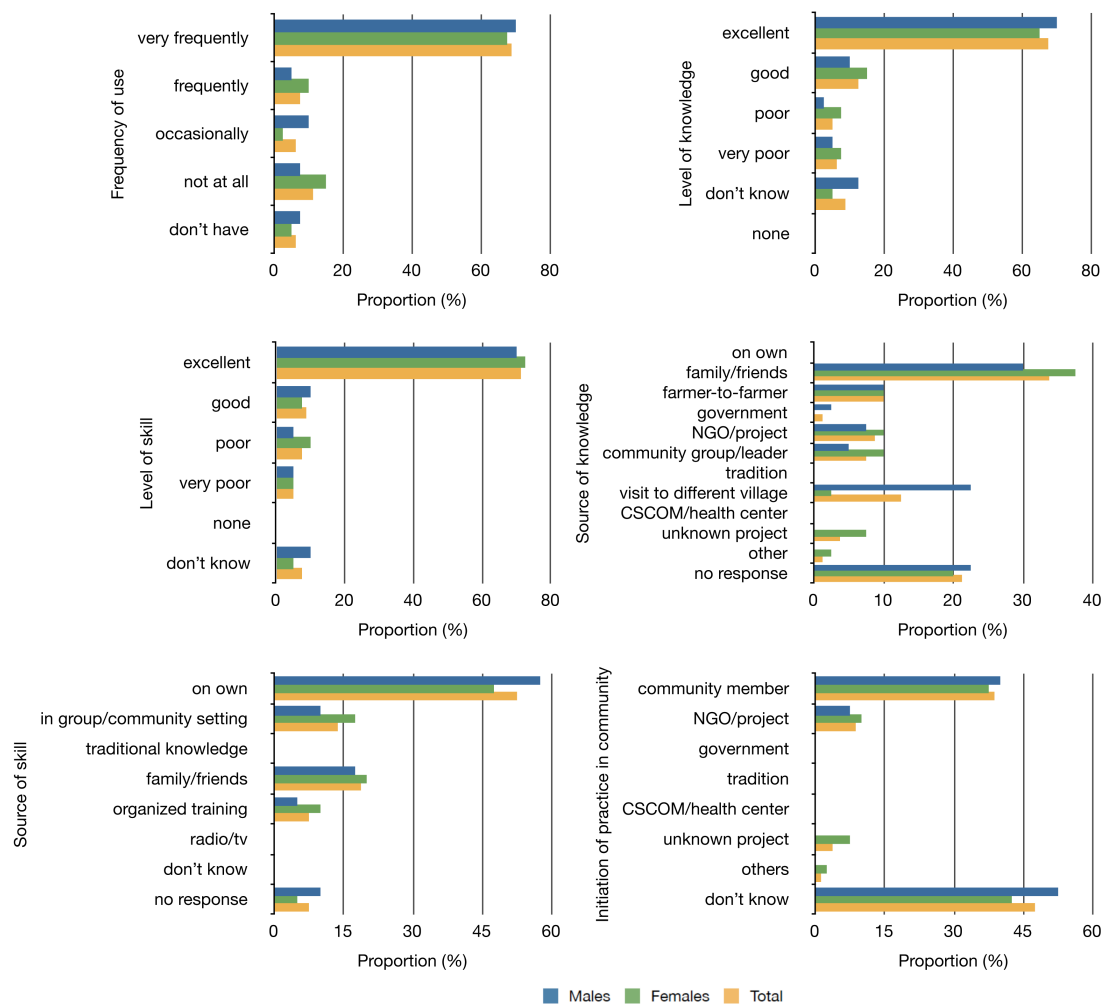 Frequency of use
very frequently
frequently
occasionally
not at all
don't have
0 20 40 60 80
Proportion (%)
Level of knowledge
excellent
good
poor
very poor
don't know
none
0 20 40 60 80
Proportion (%)
Level of skill
excellent
good
poor
very poor
none
don't know
0 20 40 60 80
Proportion (%)
Source of knowledge
on own
family/friends
farmer-to-farmer
government
NGO/project
community group/leader
tradition
visit to different village
CSCOM/health center
unknown project
other
no response
0 10 20 30 40
Proportion (%)
Source of skill
on own
in group/community setting
traditional knowledge
family/friends
organized training
radio/tv
don't know
no response
0 15 30 45 60
Proportion (%)
Initiation of practice in community
community member
NGO/project
government
tradition
CSCOM/health center
unknown project
others
don't know
0 15 30 45 60
Proportion (%)
Males Females Total